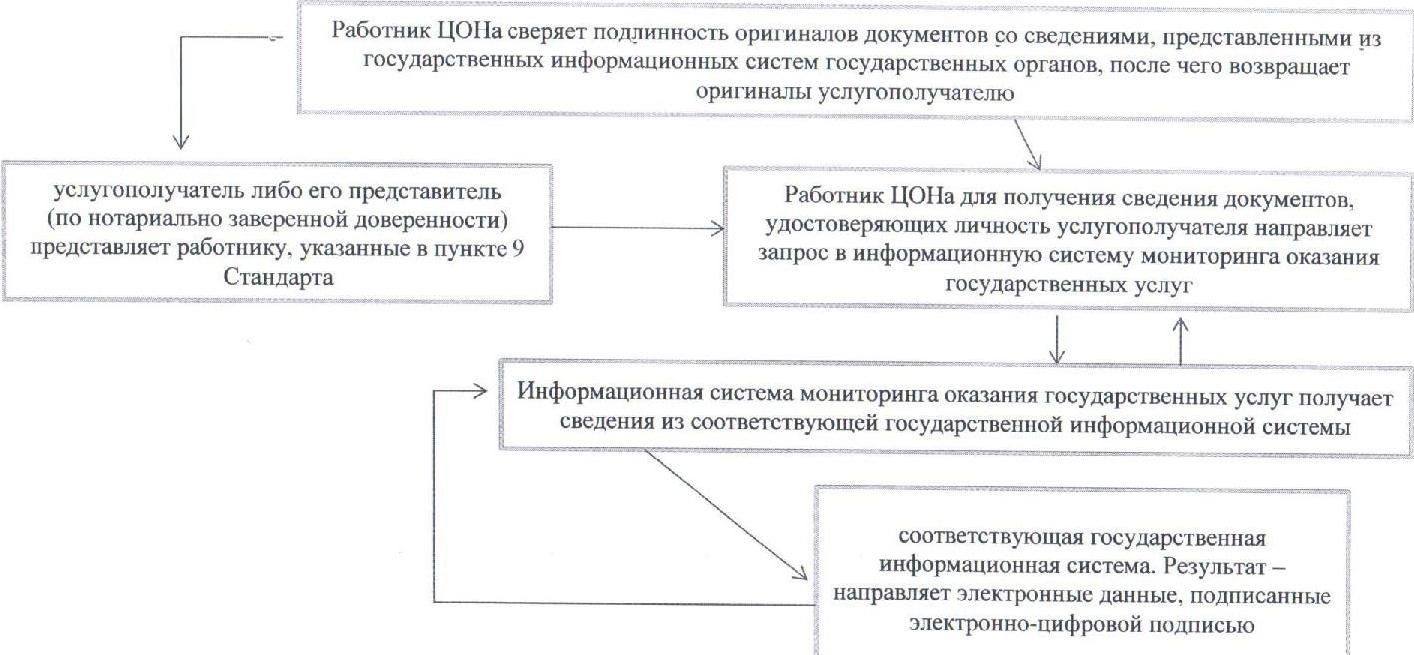 Работник ЦОНа сверяет подлинность оригиналов документов со сведениями, представленными из
государственных информационных систем государственных органов, после чего возвращает
оригиналы услугополучателю
услугополучатель либо его представитель
(по нотариально заверенной доверенности)
представляет работнику, указанные в пункте 9
Стандарта
Работник ЦОНа для получения сведения документов,
удостоверяющих личность услугополучателя направляет
запрос в информационную систему мониторинга оказания
государственных услуг
Информационная система мониторинга оказания государственных услуг получает
сведения из соответствующей государственной информационной системы
соответствующая государственная
информационная система. Результат –
направляет электронные данные, подписанные
электронно-цифровой подписью